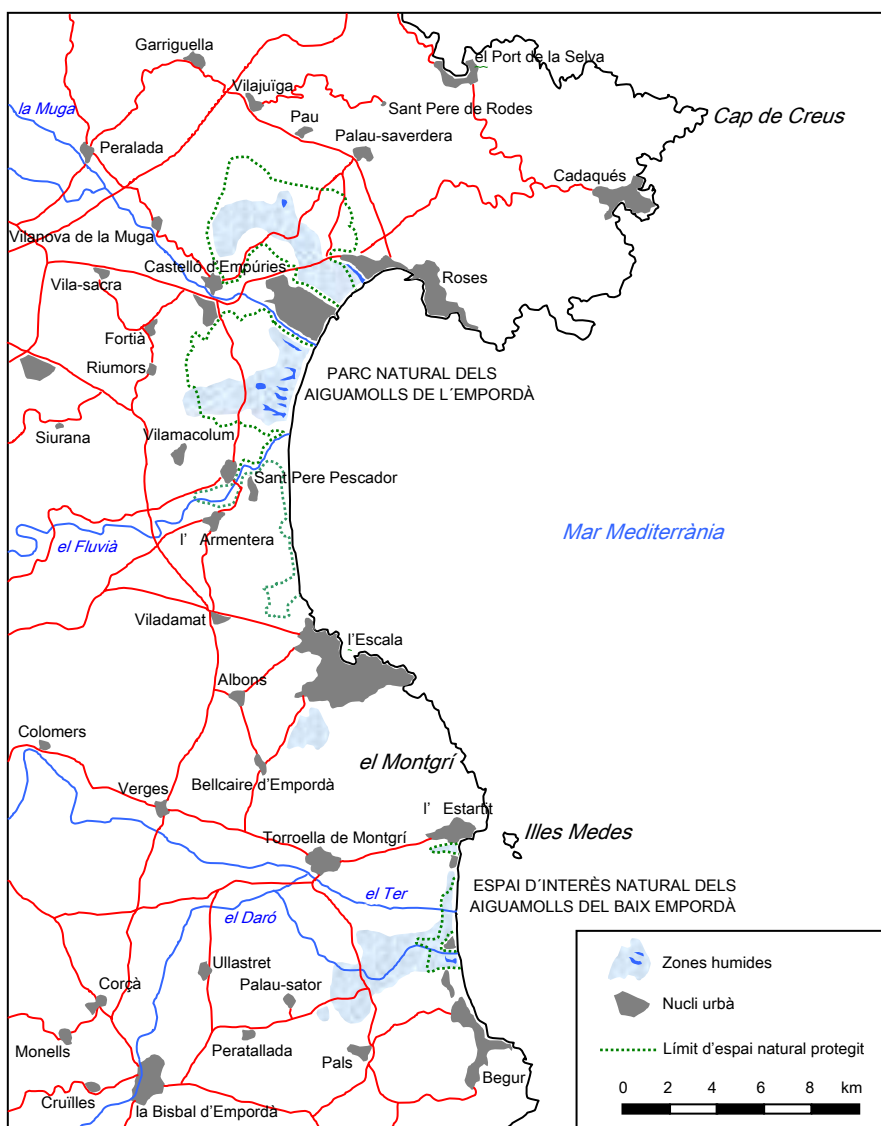 Garriguella
el Port de la Selva
Vilajuïga
la Muga
Sant Pere de Rodes
Pau
Cap de Creus
Palau-saverdera
Peralada
Cadaqués
Vilanova de la Muga
Castelló d'Empúries
Roses
Vila-sacra
Fortià
Riumors
PARC NATURAL DELS
AIGUAMOLLS DE L´EMPORDÀ
Siurana
Vilamacolum
Sant Pere Pescador
Mar Mediterrània
l' Armentera
el Fluvià
Viladamat
l'Escala
Albons
Colomers
el Montgrí
Bellcaire d'Empordà
Verges
l' Estartit
Illes Medes
Torroella de Montgrí
ESPAI D´INTERÈS NATURAL DELS
AIGUAMOLLS DEL BAIX EMPORDÀ
el Ter
el Daró
Ullastret
Palau-sator
Corçà
Monells
Peratallada
Pals
Begur
Cruïlles
la Bisbal d'Empordà
Zones humides
Nucli urbà
Límit d'espai natural protegit
0 2 4 6 8 km